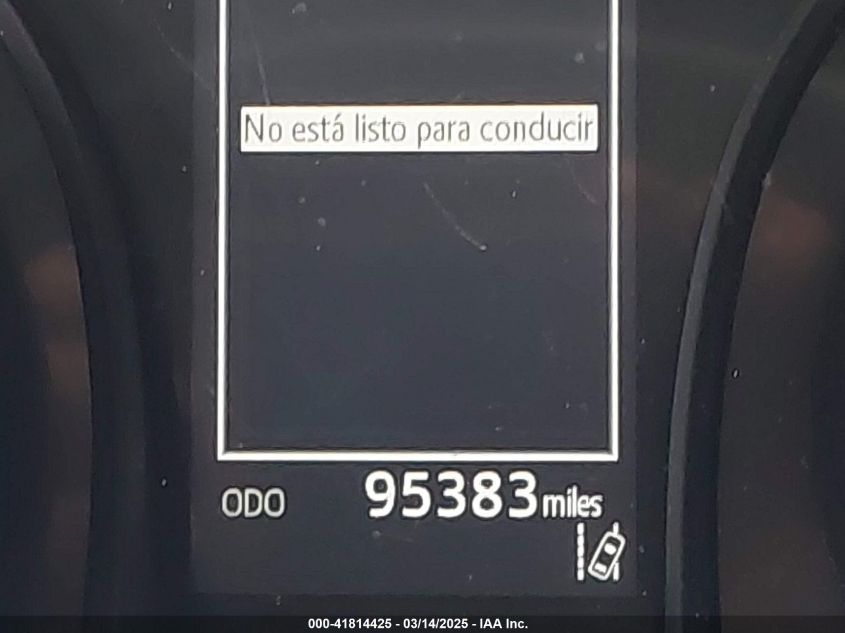 No está listo para conducir
ODO 95383 miles
000-41814425 - 03/14/2025 - IAA Inc.